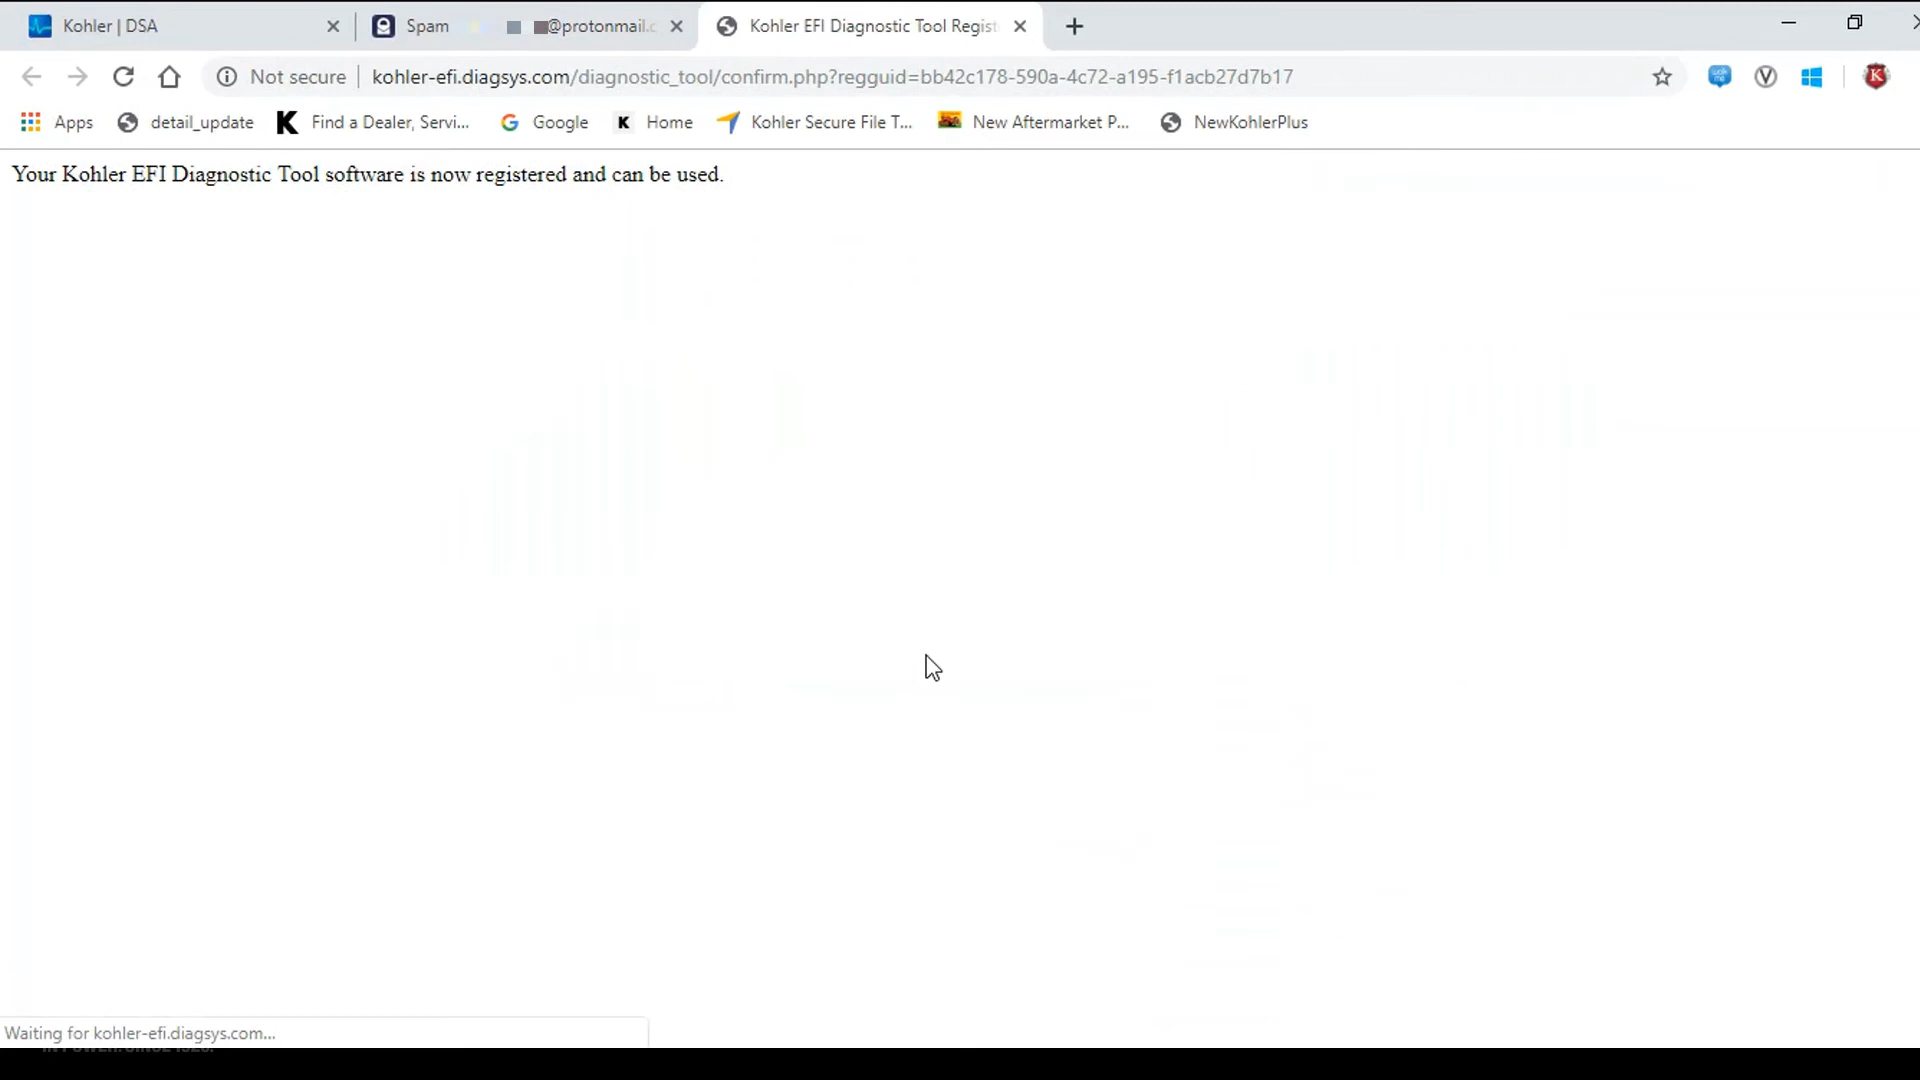 Kohler | DSA
Spam
@protonmail.c
Kohler EFI Diagnostic Tool Regist
Not secure
kohler-efi.diagsys.com/diagnostic_tool/confirm.php?regguid=bb42c178-590a-4c72-a195-f1acb27d7b17
Apps
detail_update
K
Find a Dealer, Servi...
Google
K
Home
Kohler Secure File T...
New Aftermarket P...
NewKohlerPlus
Your Kohler EFI Diagnostic Tool software is now registered and can be used.
Waiting for kohler-efi.diagsys.com...